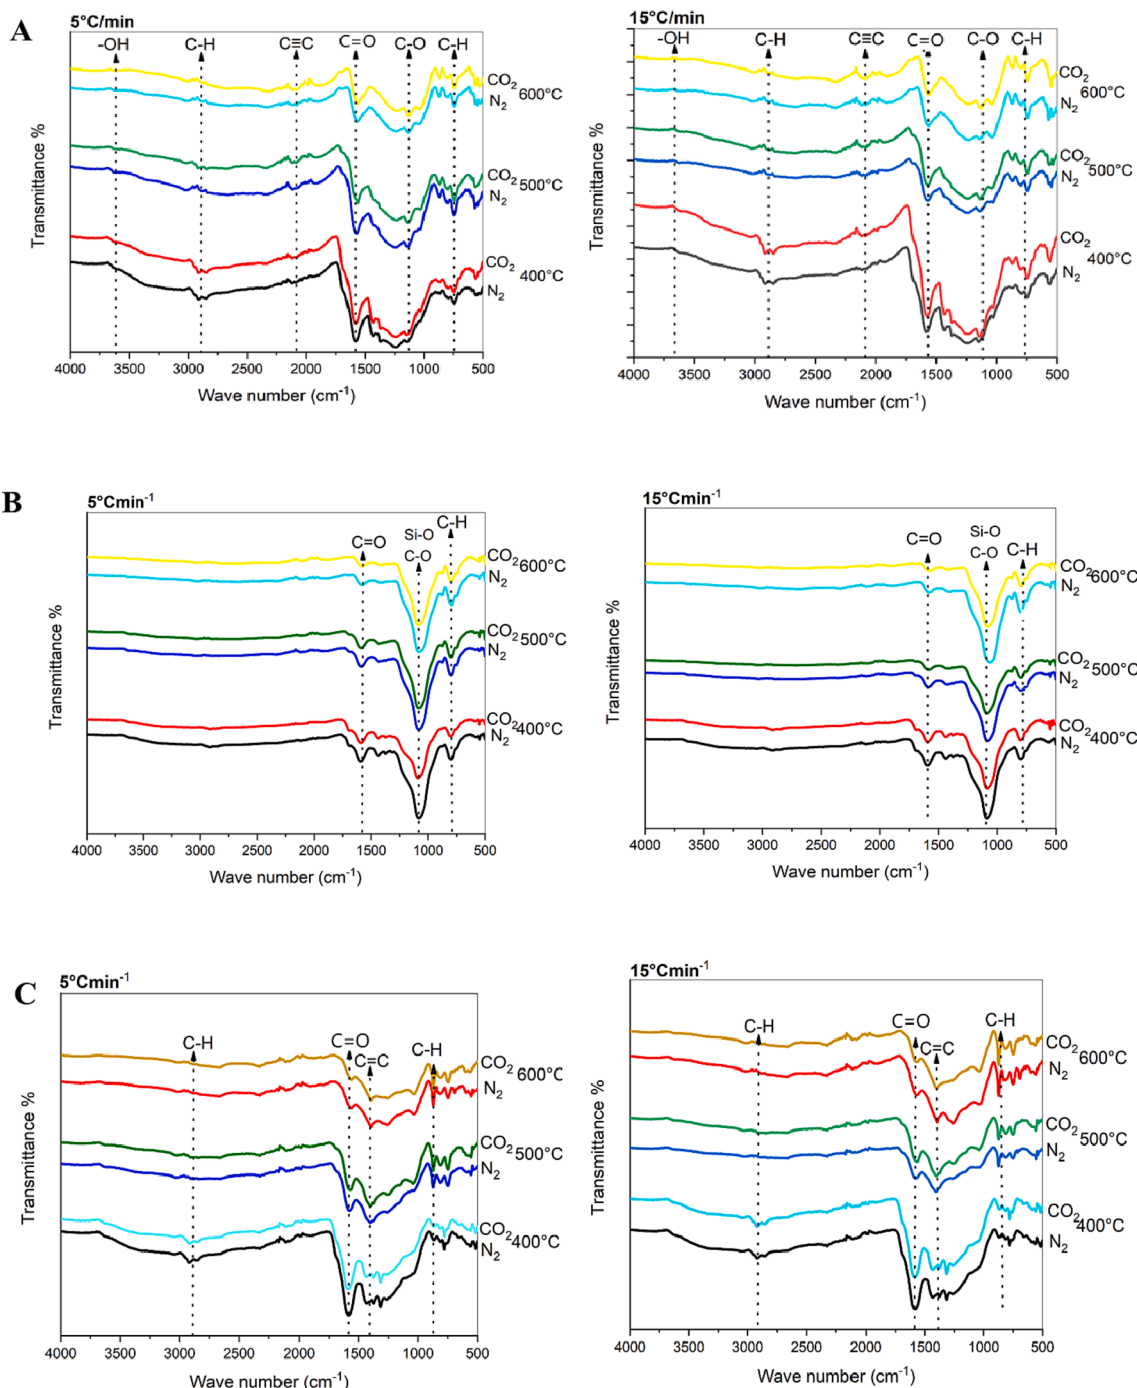 A
5°C/min
15°C/min
-OH C-H C≡C C=O C-O C-H
-OH C-H C≡C C=O C-O C-H
Transmittance %
CO2
600°C
N2
CO2
500°C
N2
CO2
400°C
N2
4000 3500 3000 2500 2000 1500 1000 500
Wave number (cm-1)
Transmittance %
CO2
600°C
N2
CO2
500°C
N2
CO2
400°C
N2
4000 3500 3000 2500 2000 1500 1000 500
Wave number (cm-1)
B
5°Cmin-1
15°Cmin-1
C=O
Si-O
C-O
C-H
Transmittance %
CO2
600°C
N2
CO2
500°C
N2
CO2
400°C
N2
4000 3500 3000 2500 2000 1500 1000 500
Wave number (cm-1)
C=O
Si-O
C-O
C-H
Transmittance %
CO2
600°C
N2
CO2
500°C
N2
CO2
400°C
N2
4000 3500 3000 2500 2000 1500 1000 500
Wave number (cm-1)
C
5°Cmin-1
15°Cmin-1
C-H C=O C=C C-H
Transmittance %
CO2
600°C
N2
CO2
500°C
N2
CO2
400°C
N2
4000 3500 3000 2500 2000 1500 1000 500
Wave number (cm-1)
C-H C=O C=C C-H
Transmittance %
CO2
600°C
N2
CO2
500°C
N2
CO2
400°C
N2
4000 3500 3000 2500 2000 1500 1000 500
Wave number (cm-1)